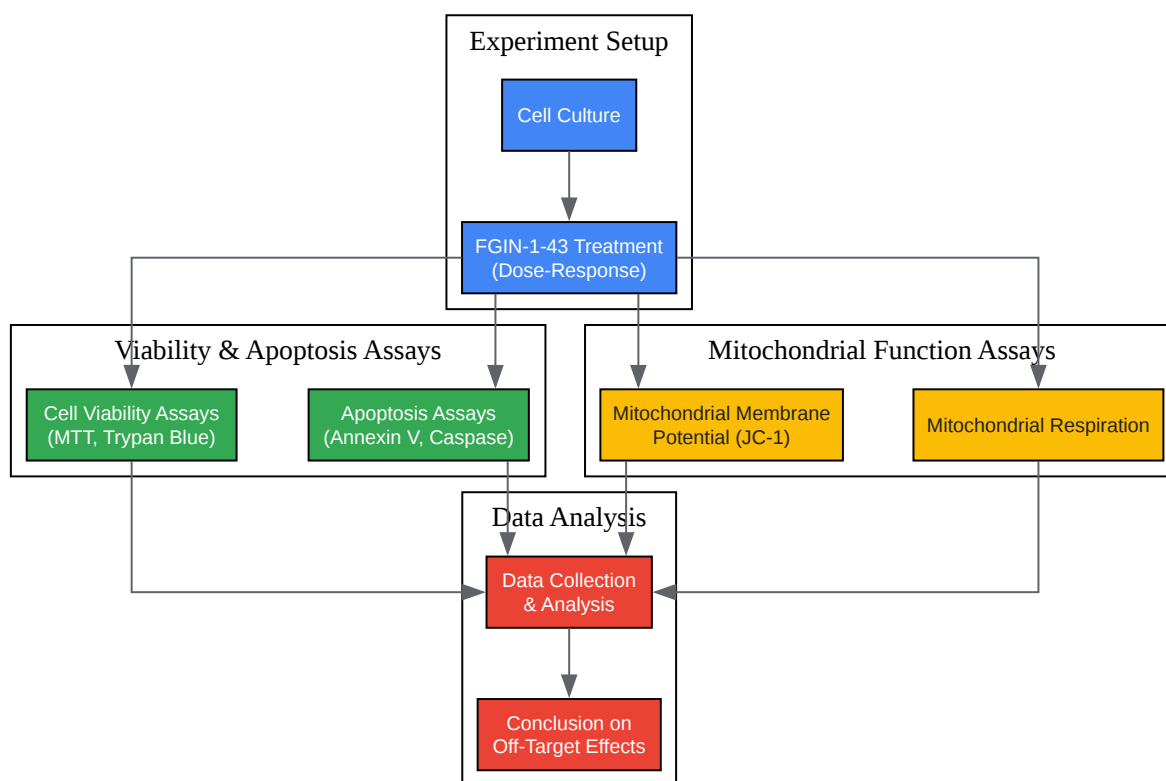 Experiment Setup
Cell Culture
FGIN-1-43 Treatment
(Dose-Response)
Viability & Apoptosis Assays
Cell Viability Assays
(MTT, Trypan Blue)
Apoptosis Assays
(Annexin V, Caspase)
Mitochondrial Function Assays
Mitochondrial Membrane
Potential (JC-1)
Mitochondrial Respiration
Data Analysis
Data Collection
& Analysis
Conclusion on
Off-Target Effects